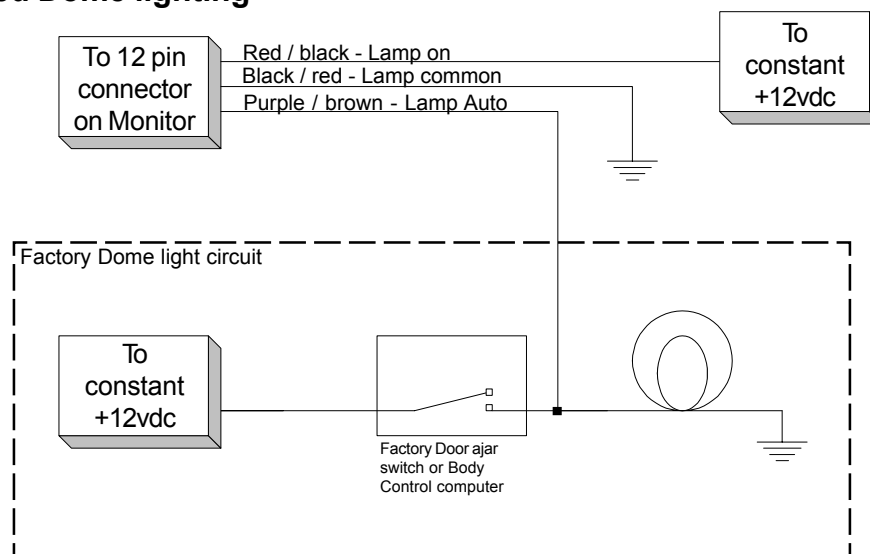 Dome lighting
To 12 pin
connector
on Monitor
Red / black - Lamp on
Black / red - Lamp common
Purple / brown - Lamp Auto
To
constant
+12vdc
Factory Dome light circuit
To
constant
+12vdc
Factory Door ajar
switch or Body
Control computer